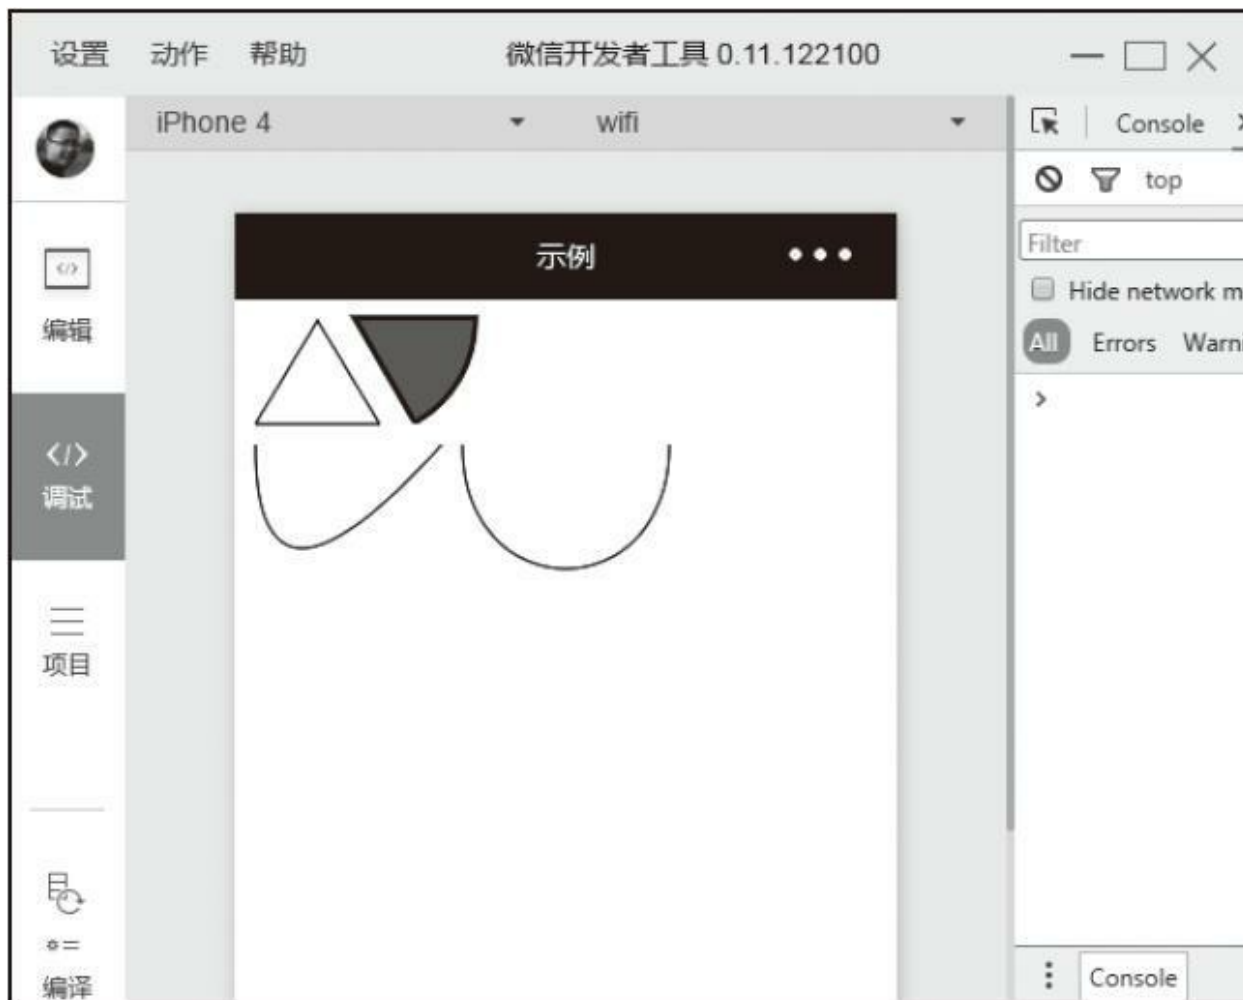 设置 动作 帮助 微信开发者工具 0.11.122100
iPhone 4 wifi
Console
top
示例
Filter
Hide network m
编辑
All Errors Warni
调试
项目
编译
Console